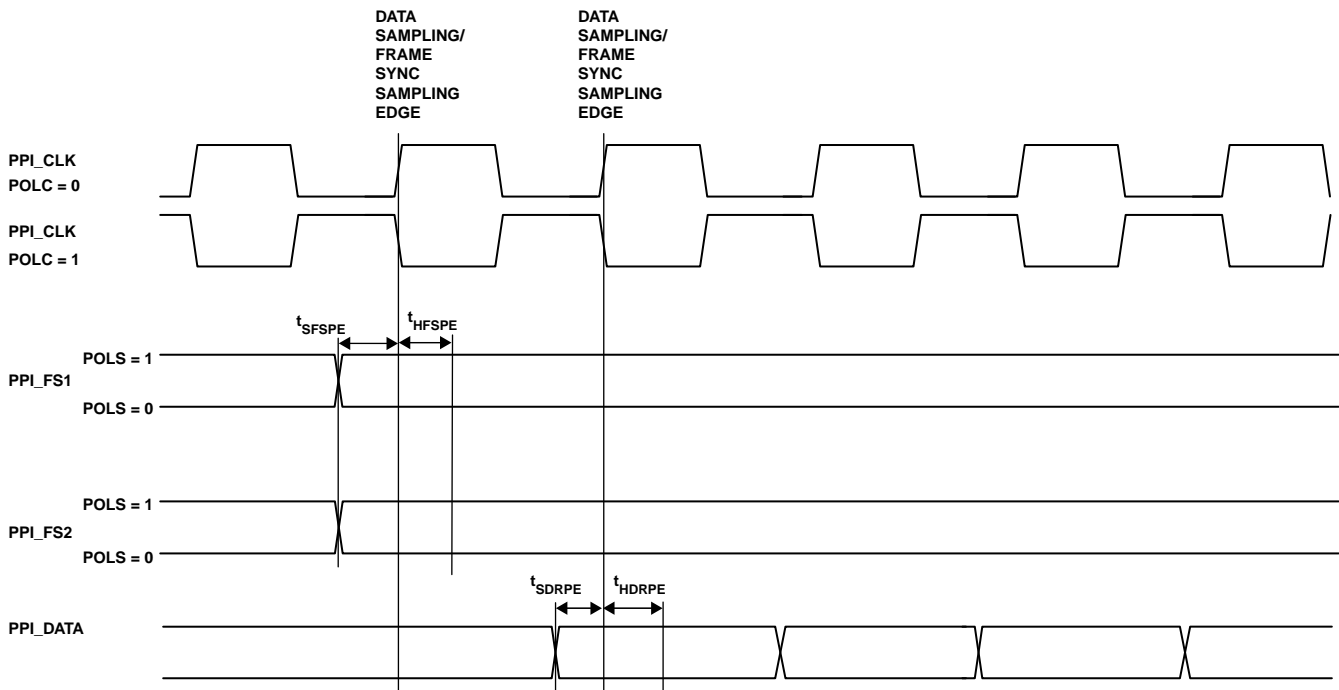 DATA
SAMPLING/
FRAME
SYNC
SAMPLING
EDGE
DATA
SAMPLING/
FRAME
SYNC
SAMPLING
EDGE
PPI_CLK
POLC = 0
PPI_CLK
POLC = 1
tSFSPE
tHFSPE
POLS = 1
PPI_FS1
POLS = 0
POLS = 1
PPI_FS2
POLS = 0
tSDRPE
tHDRPE
PPI_DATA